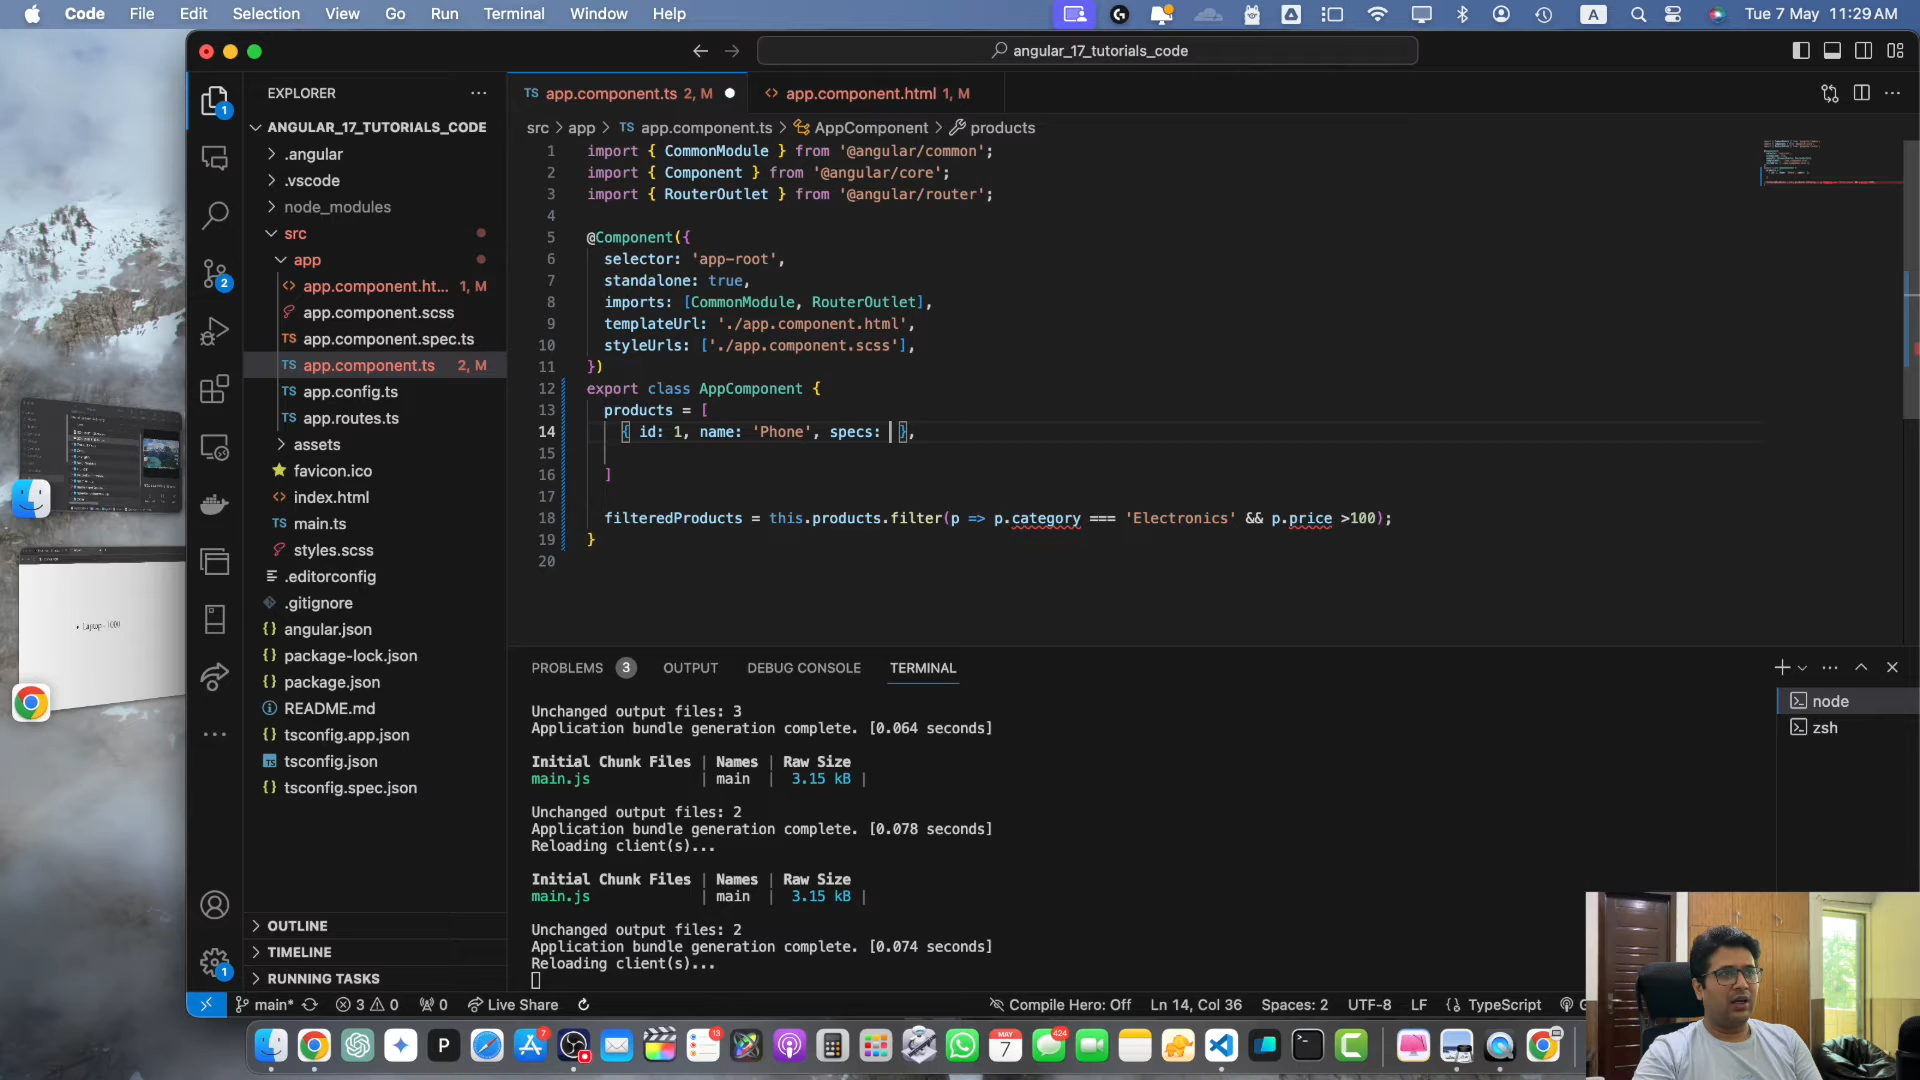 Code File Edit Selection View Go Run Terminal Window Help
A
Tue 7 May 11:29 AM
angular_17_tutorials_code
EXPLORER
ANGULAR_17_TUTORIALS_CODE
.angular
.vscode
node_modules
src
app
app.component.ht... 1, M
app.component.scss
app.component.spec.ts
app.component.ts 2, M
app.config.ts
app.routes.ts
assets
favicon.ico
index.html
main.ts
styles.scss
.editorconfig
.gitignore
angular.json
package-lock.json
package.json
README.md
tsconfig.app.json
tsconfig.json
tsconfig.spec.json
OUTLINE
TIMELINE
RUNNING TASKS
TS app.component.ts 2, M
<> app.component.html 1, M
src > app > TS app.component.ts > AppComponent > products
1 import { CommonModule } from '@angular/common';
2 import { Component } from '@angular/core';
3 import { RouterOutlet } from '@angular/router';
4
5 @Component({
6 selector: 'app-root',
7 standalone: true,
8 imports: [CommonModule, RouterOutlet],
9 templateUrl: './app.component.html',
10 styleUrls: ['./app.component.scss'],
11 })
12 export class AppComponent {
13 products = [
14 { id: 1, name: 'Phone', specs: },
15
16 ]
17
18 filteredProducts = this.products.filter(p => p.category === 'Electronics' && p.price >100);
19 }
20
PROBLEMS 3 OUTPUT DEBUG CONSOLE TERMINAL
node
zsh
Unchanged output files: 3
Application bundle generation complete. [0.064 seconds]
Initial Chunk Files | Names | Raw Size
main.js | main | 3.15 kB |
Unchanged output files: 2
Application bundle generation complete. [0.078 seconds]
Reloading client(s)...
Initial Chunk Files | Names | Raw Size
main.js | main | 3.15 kB |
Unchanged output files: 2
Application bundle generation complete. [0.074 seconds]
Reloading client(s)...
main* 3 0 0 Live Share Compile Hero: Off Ln 14, Col 36 Spaces: 2 UTF-8 LF {} TypeScript
Laptop - 1000